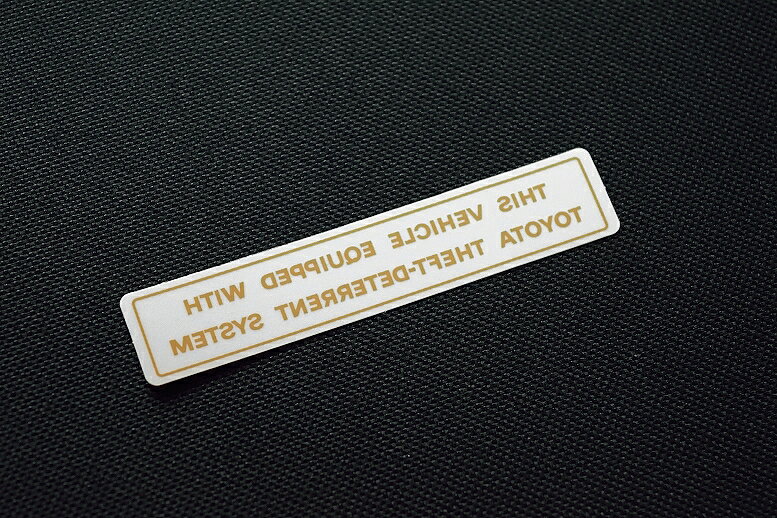 THIS VEHICLE EQUIPPED WITH
TOYOTA THEFT-DETERRENT SYSTEM